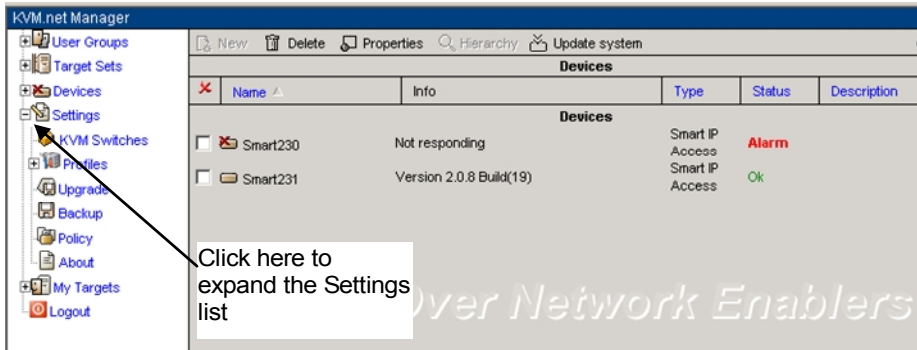 KVM.net Manager
User Groups
Target Sets
Devices
Settings
KVM Switches
Profiles
Upgrade
Backup
Policy
About
My Targets
Logout
New Delete Properties Hierarchy Update system
Devices
Name Info Type Status Description
Devices
Smart230 Not responding Smart IP Access Alarm
Smart231 Version 2.0.8 Build(19) Smart IP Access Ok
Click here to
expand the Settings
list
Over Network Enablers